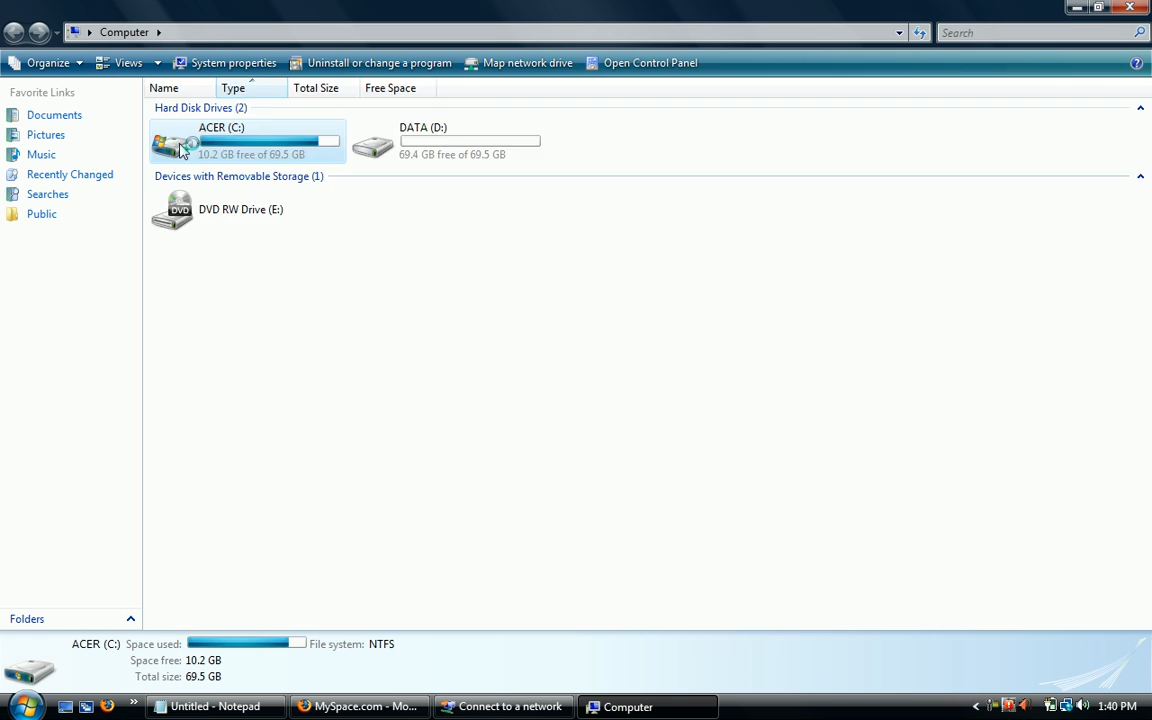 Computer
Search
Organize Views System properties Uninstall or change a program Map network drive Open Control Panel
Favorite Links
Documents
Pictures
Music
Recently Changed
Searches
Public
Folders
Name Type Total Size Free Space
Hard Disk Drives (2)
ACER (C:)
10.2 GB free of 69.5 GB
DATA (D:)
69.4 GB free of 69.5 GB
Devices with Removable Storage (1)
DVD
DVD RW Drive (E:)
ACER (C:) Space used: File system: NTFS
Space free: 10.2 GB
Total size: 69.5 GB
Untitled - Notepad MySpace.com - Mo... Connect to a network Computer 1:40 PM